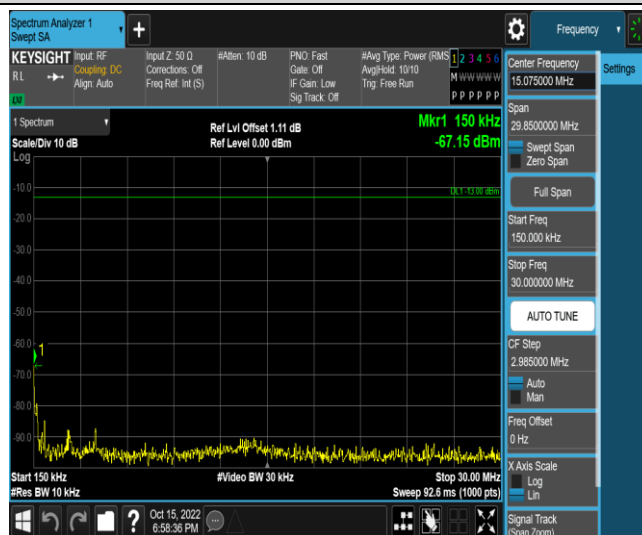 Spectrum Analyzer 1
Swept SA
+
Frequency
KEYSIGHT
RL
LNI
Input: RF
Coupling: DC
Align: Auto
Input Z: 50 Ω
Corrections: Off
Freq Ref: Int (S)
#Atten: 10 dB
PNO: Fast
Gate: Off
IF Gain: Low
Sig Track: Off
#Avg Type: Power (RMS
Avg|Hold: 10/10
Trig: Free Run
1 2 3 4 5 6
M W W W W W
P P P P P P
1 Spectrum
Scale/Div 10 dB
Log
Ref Lvl Offset 1.11 dB
Ref Level 0.00 dBm
Mkr1 150 kHz
-67.15 dBm
DL1 -13.00 dBm
-10.0
-20.0
-30.0
-40.0
-50.0
-60.0
-70.0
-80.0
-90.0
1
Start 150 kHz
#Res BW 10 kHz
#Video BW 30 kHz
Stop 30.00 MHz
Sweep 92.6 ms (1000 pts)
Oct 15, 2022
6:58:36 PM
?
Center Frequency
15.075000 MHz
Settings
Span
29.8500000 MHz
Swept Span
Zero Span
Full Span
Start Freq
150.000 kHz
Stop Freq
30.000000 MHz
AUTO TUNE
CF Step
2.985000 MHz
Auto
Man
Freq Offset
0 Hz
X Axis Scale
Log
Lin
Signal Track
(Span Zoom)